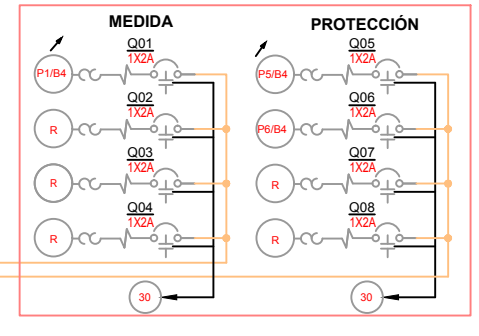 MEDIDA
PROTECCIÓN
Q01
1X2A
P1/B4
Q02
1X2A
R
Q03
1X2A
R
Q04
1X2A
R
30
Q05
1X2A
P5/B4
Q06
1X2A
P6/B4
Q07
1X2A
R
Q08
1X2A
R
30